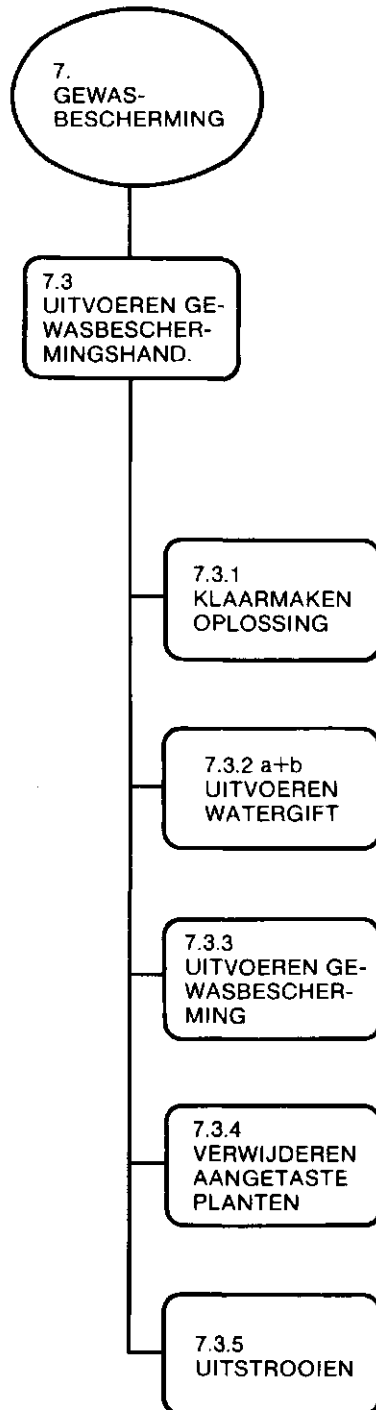 7.
GEWAS-
BESCHERMING
7.3
UITVOEREN GE-
WASBESCHER-
MINGSHAND.
7.3.1
KLAARMAKEN
OPLOSSING
7.3.2 a+b
UITVOEREN
WATERGIFT
7.3.3
UITVOEREN GE-
WASBESCHER-
MING
7.3.4
VERWIJDEREN
AANGETASTE
PLANTEN
7.3.5
UITSTROOIEN